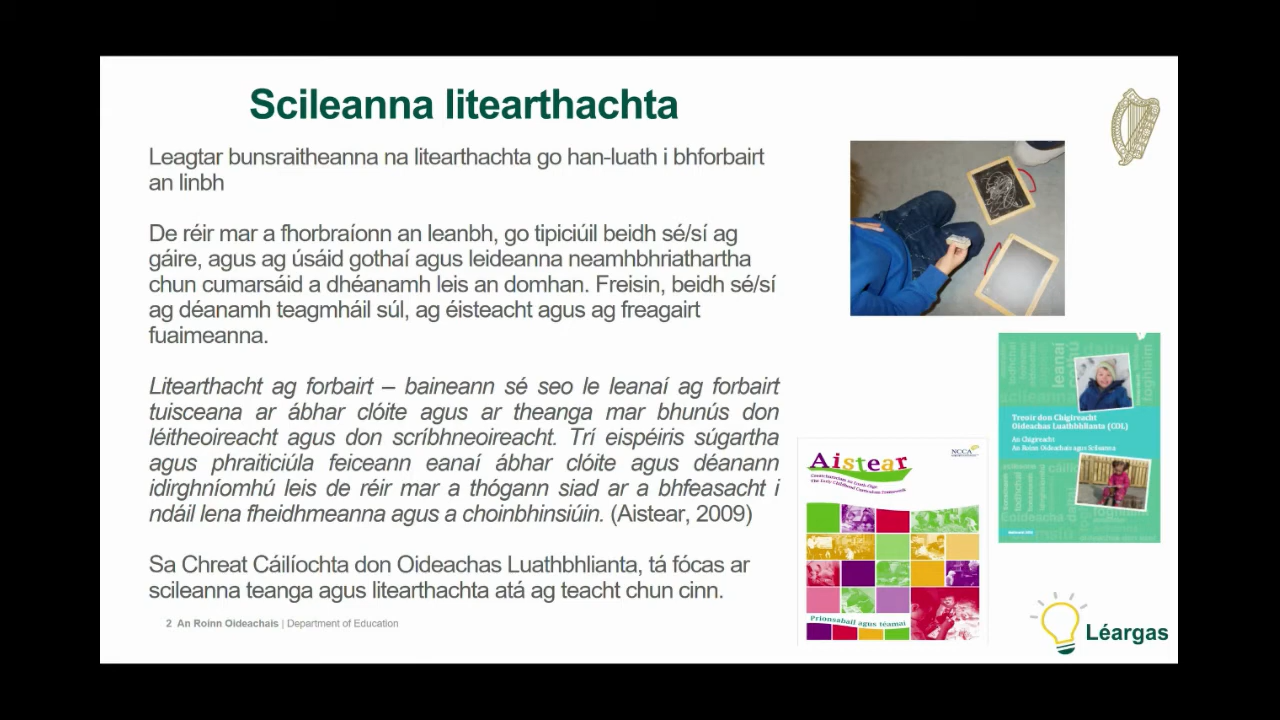 Scileanna litearthachta
Leagtar bunsraitheanna na litearthachta go han-luath i bhforbairt
an linbh
De réir mar a fhorbraíonn an leanbh, go tipiciúil beidh sé/sí ag
gáire, agus ag úsáid gothaí agus leideanna neamhbhriathartha
chun cumarsáid a dhéanamh leis an domhan. Freisin, beidh sé/sí
ag déanamh teagmháil súl, ag éisteacht agus ag freagairt
fuaimeanna.
Litearthacht ag forbairt – baineann sé seo le leanaí ag forbairt
tuisceana ar ábhar clóite agus ar theanga mar bhunús don
léitheoireacht agus don scríbhneoireacht. Trí eispéiris súgartha
agus phraiticiúla feiceann eanaí ábhar clóite agus déanann
idirghníomhú leis de réir mar a thógann siad ar a bhfeasacht i
ndáil lena fheidhmeanna agus a choinbhinsiúin. (Aistear, 2009)
Sa Chreat Cáilíochta don Oideachas Luathbhliantа, tá fócas ar
scileanna teanga agus litearthachta atá ag teacht chun cinn.
2 An Roinn Oideachais | Department of Education
Treoir don Chigireacht
Oideachas Luathbhlianta (COL)
An Chigireacht
An Roinn Oideachais agus Scileanna
leanaí
foghlaim
NCCA
Aistear
Prionsabail agus téamaí
Léargas